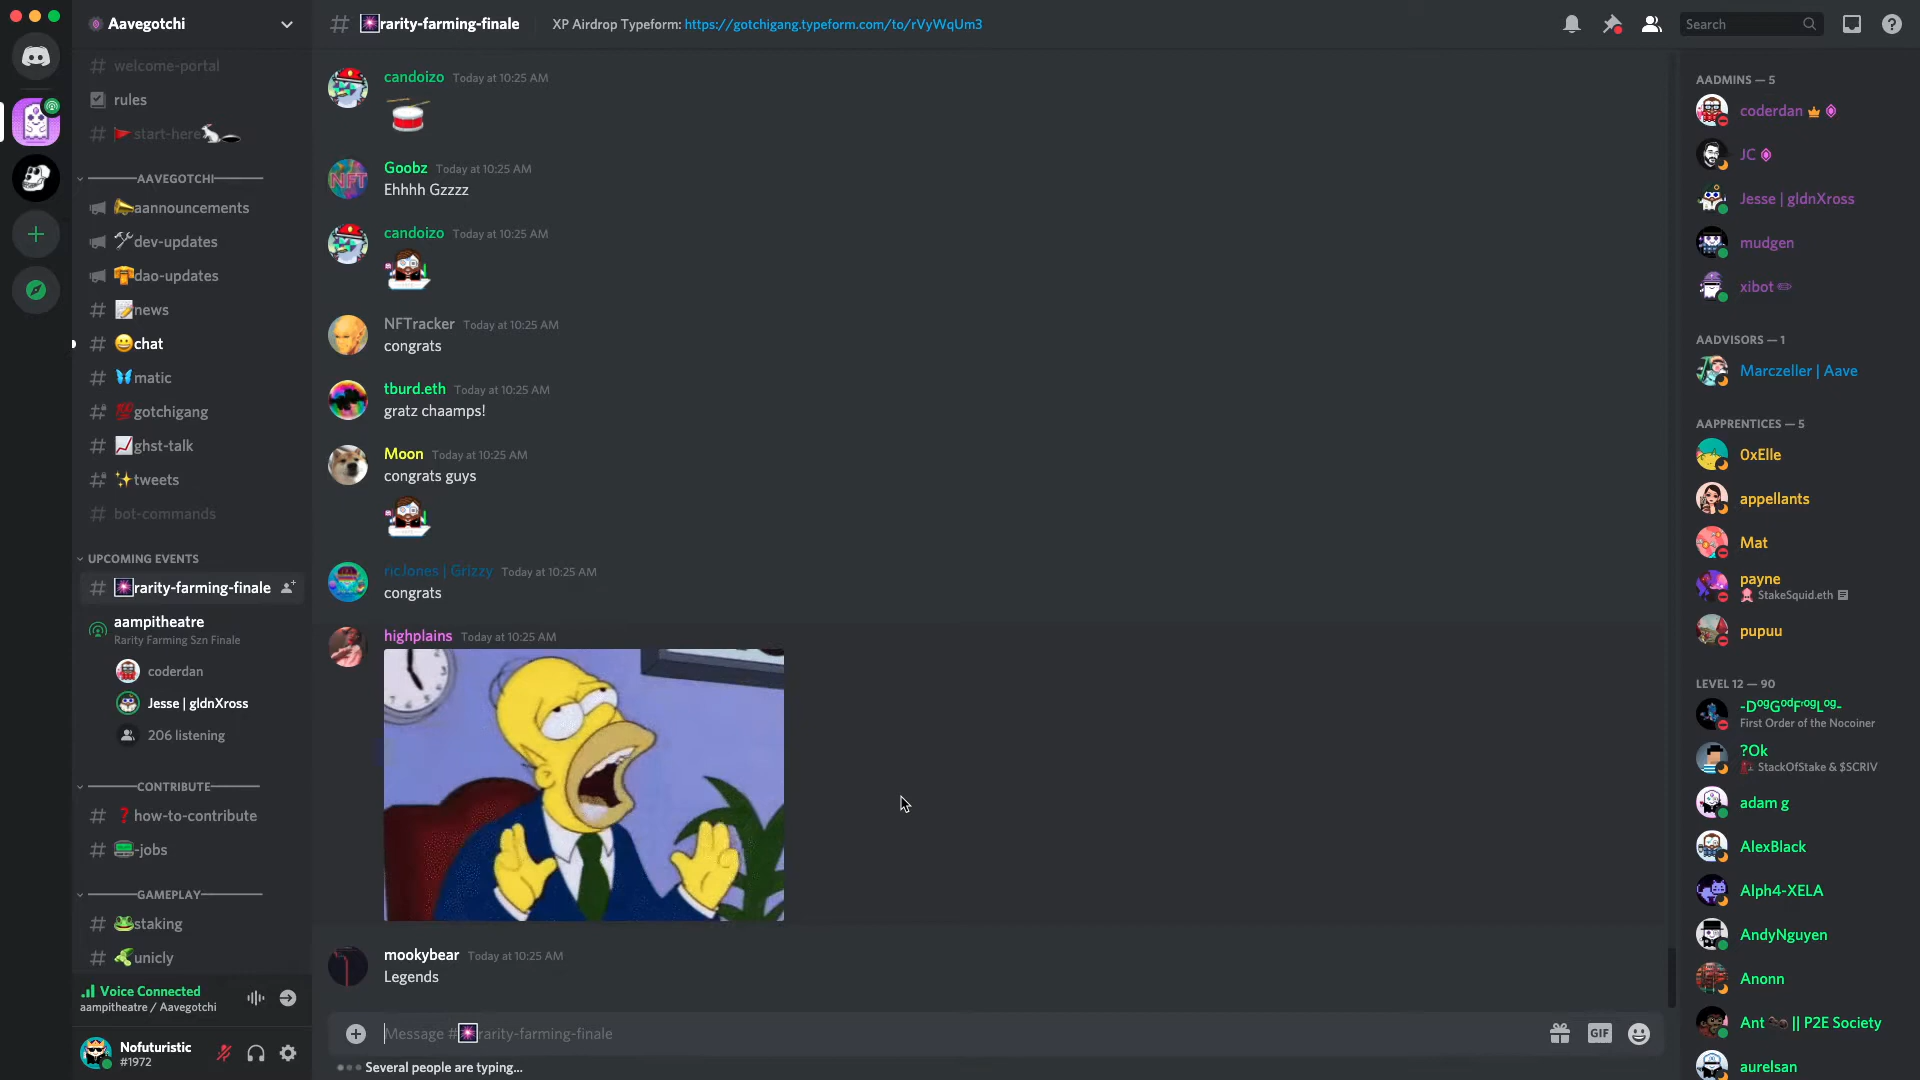 Aavegotchi
welcome-portal
rules
start-here
AAVEGOTCHI
aannouncements
dev-updates
dao-updates
news
chat
matic
gotchigang
ghst-talk
tweets
bot-commands
UPCOMING EVENTS
rarity-farming-finale
aampitheatre
Rarity Farming Szn Finale
coderdan
Jesse | gldnXross
206 listening
CONTRIBUTE
how-to-contribute
-jobs
GAMEPLAY
staking
unicly
Voice Connected
aampitheatre / Aavegotchi
Nofuturistic
#1972
rarity-farming-finale
XP Airdrop Typeform: https://gotchigang.typeform.com/to/rVyWqUm3
Search
candoizo Today at 10:25 AM
Goobz Today at 10:25 AM
NFT
Ehhhh Gzzzz
candoizo Today at 10:25 AM
NFTracker Today at 10:25 AM
congrats
tburd.eth Today at 10:25 AM
gratz chaamps!
Moon Today at 10:25 AM
congrats guys
ricJones | Grizzy Today at 10:25 AM
congrats
highplains Today at 10:25 AM
mookybear Today at 10:25 AM
Legends
Message # rarity-farming-finale
GIF
Several people are typing...
AADMINS — 5
coderdan
JC
Jesse | gldnXross
mudgen
xibot ✏
AADVISORS — 1
Marczeller | Aave
AAPRENTICES — 5
0xElle
appellants
Mat
payne
StakeSquid.eth
pupuu
LEVEL 12 — 90
-DᵒᵍGᵒᵈFʳᵒᵍLᵒᵍ-
First Order of the Nocoiner
?Ok
StackOfStake & $SCRIV
adam g
AlexBlack
Alph4-XELA
AndyNguyen
Anonn
Ant 🐜 || P2E Society
aurelsan